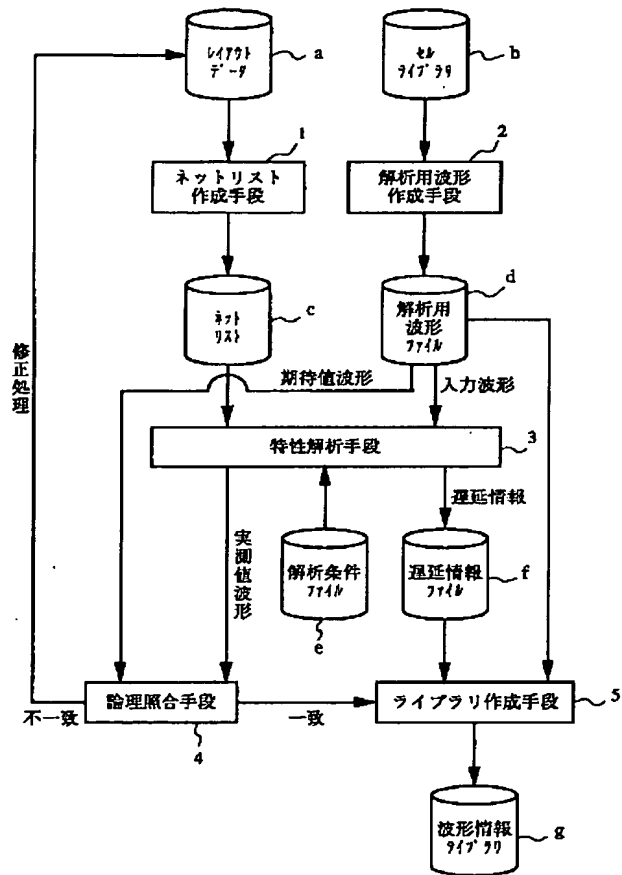 レイアウト
データ
a
セル
ライブラリ
b
1
ネットリスト
作成手段
2
解析用波形
作成手段
ネット
リスト
c
解析用
波形
ファイル
d
修正処理
期待値波形
入力波形
特性解析手段
3
遅延情報
実測値波形
解析条件
ファイル
e
遅延情報
ファイル
f
論理照合手段
4
不一致
一致
ライブラリ作成手段
5
波形情報
ライブラリ
g